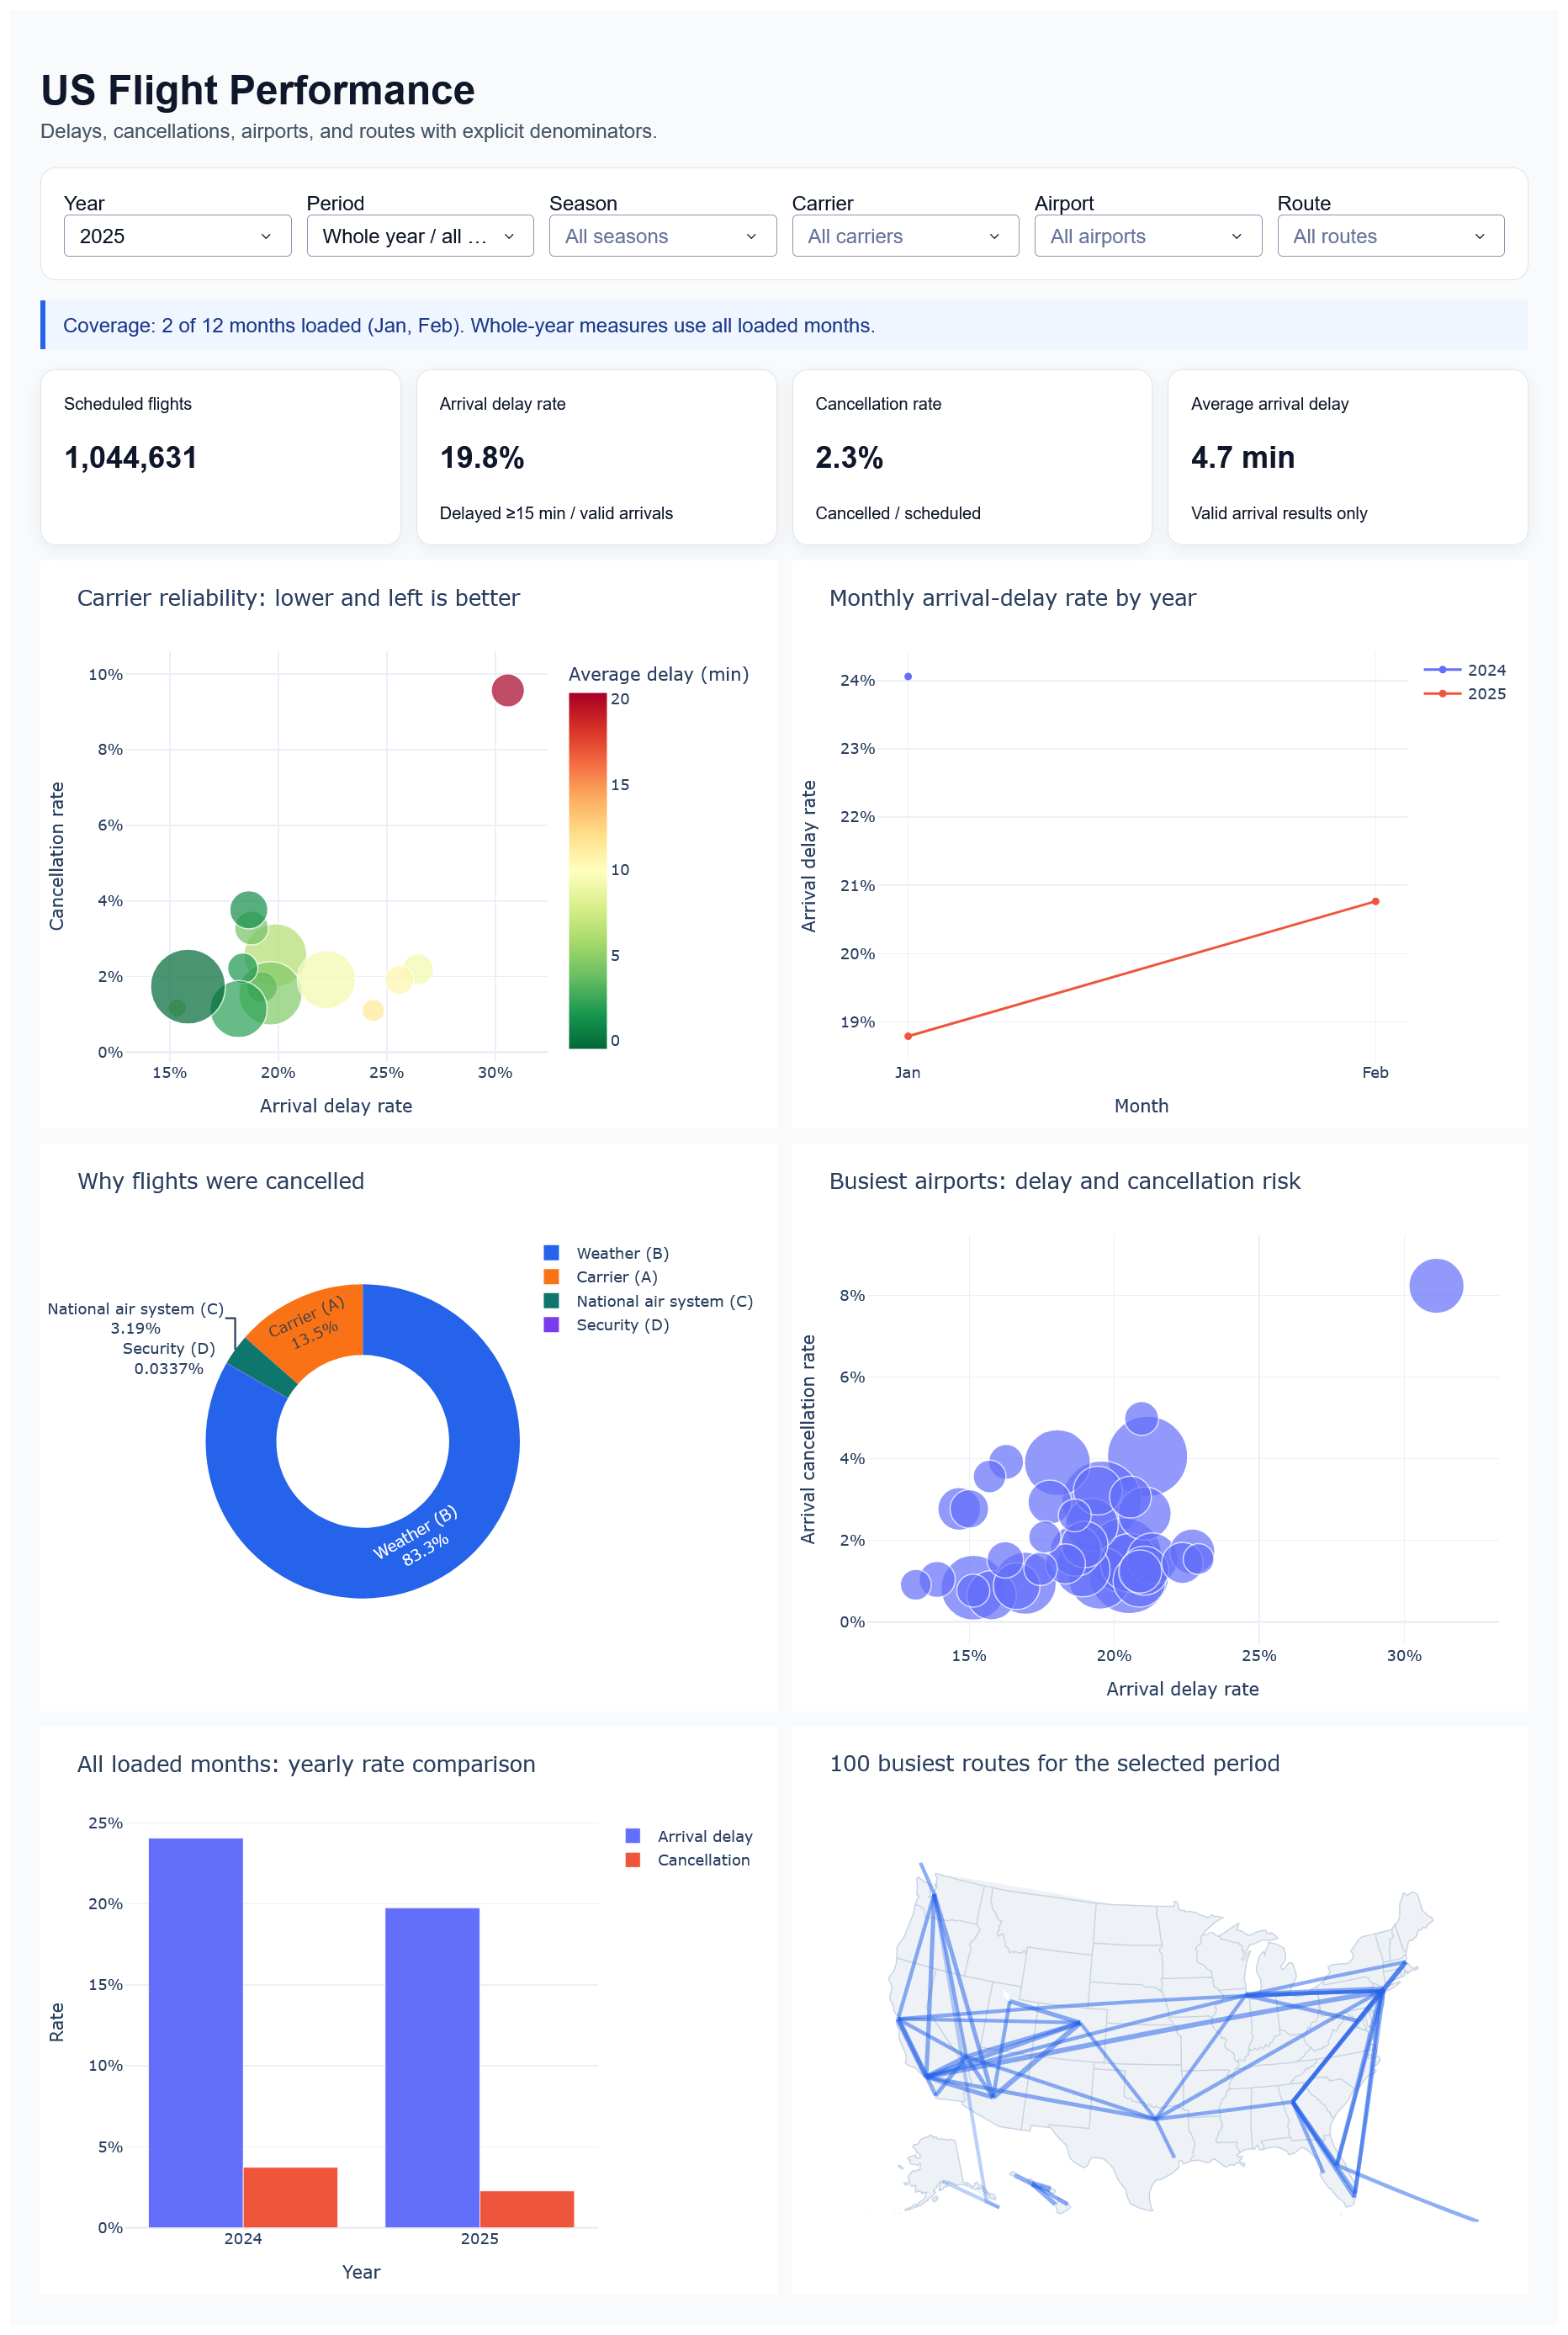 US Flight Performance
Delays, cancellations, airports, and routes with explicit denominators.
Year
Period
Season
Carrier
Airport
Route
2025
Whole year / all …
All seasons
All carriers
All airports
All routes
Coverage: 2 of 12 months loaded (Jan, Feb). Whole-year measures use all loaded months.
Scheduled flights
1,044,631
Arrival delay rate
19.8%
Delayed ≥15 min / valid arrivals
Cancellation rate
2.3%
Cancelled / scheduled
Average arrival delay
4.7 min
Valid arrival results only
Carrier reliability: lower and left is better
Cancellation rate
10%
8%
6%
4%
2%
0%
15%
20%
25%
30%
Arrival delay rate
Average delay (min)
20
15
10
5
0
Monthly arrival-delay rate by year
Arrival delay rate
24%
23%
22%
21%
20%
19%
Jan
Feb
Month
2024
2025
Why flights were cancelled
National air system (C)
3.19%
Security (D)
0.0337%
Carrier (A)
13.5%
Weather (B)
83.3%
Weather (B)
Carrier (A)
National air system (C)
Security (D)
Busiest airports: delay and cancellation risk
Arrival cancellation rate
8%
6%
4%
2%
0%
15%
20%
25%
30%
Arrival delay rate
All loaded months: yearly rate comparison
Rate
25%
20%
15%
10%
5%
0%
2024
2025
Year
Arrival delay
Cancellation
100 busiest routes for the selected period